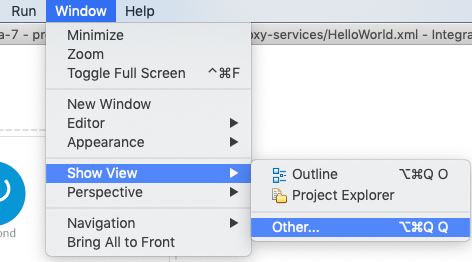 Run Window Help
a-7 - pr
xy-services/HelloWorld.xml - Integra
Minimize
Zoom
Toggle Full Screen ^⌘F
New Window
Editor ▶
Appearance ▶
Show View ▶
Outline ⌥⌘Q O
Perspective ▶
Project Explorer
Navigation ▶
Other... ⌥⌘Q Q
Bring All to Front
ond